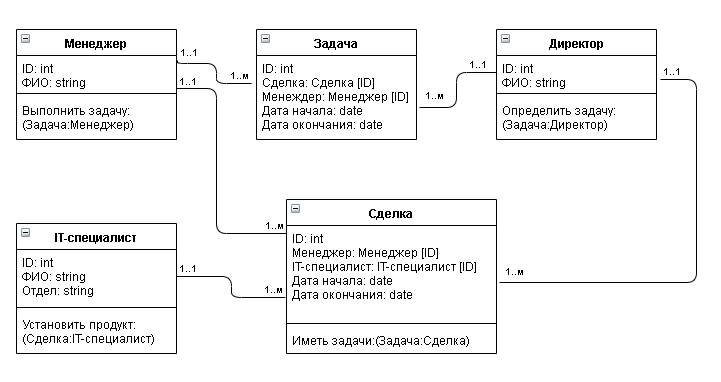 Менеджер
ID: int
ФИО: string
Выполнить задачу:
(Задача:Менеджер)
1..1
1..1
1..м
Задача
ID: int
Сделка: Сделка [ID]
Менеждер: Менеджер [ID]
Дата начала: date
Дата окончания: date
1..1
1..м
Директор
ID: int
ФИО: string
Определить задачу:
(Задача:Директор)
1..1
IT-специалист
ID: int
ФИО: string
Отдел: string
Установить продукт:
(Сделка:IT-специалист)
1..1
1..м
1..м
Сделка
ID: int
Менеджер: Менеджер [ID]
IT-специалист: IT-специалист [ID]
Дата начала: date
Дата окончания: date
Иметь задачи:(Задача:Сделка)
1..м